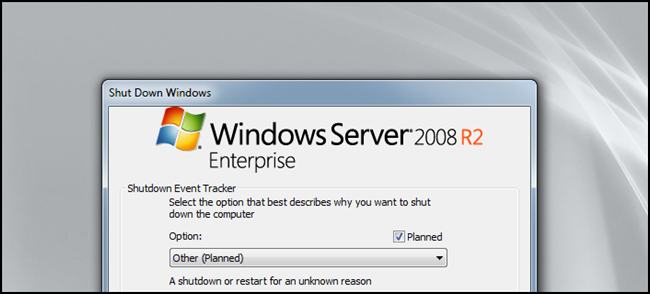 Shut Down Windows
Windows Server® 2008 R2
Enterprise
Shutdown Event Tracker
Select the option that best describes why you want to shut
down the computer
Option:
Planned
Other (Planned)
A shutdown or restart for an unknown reason